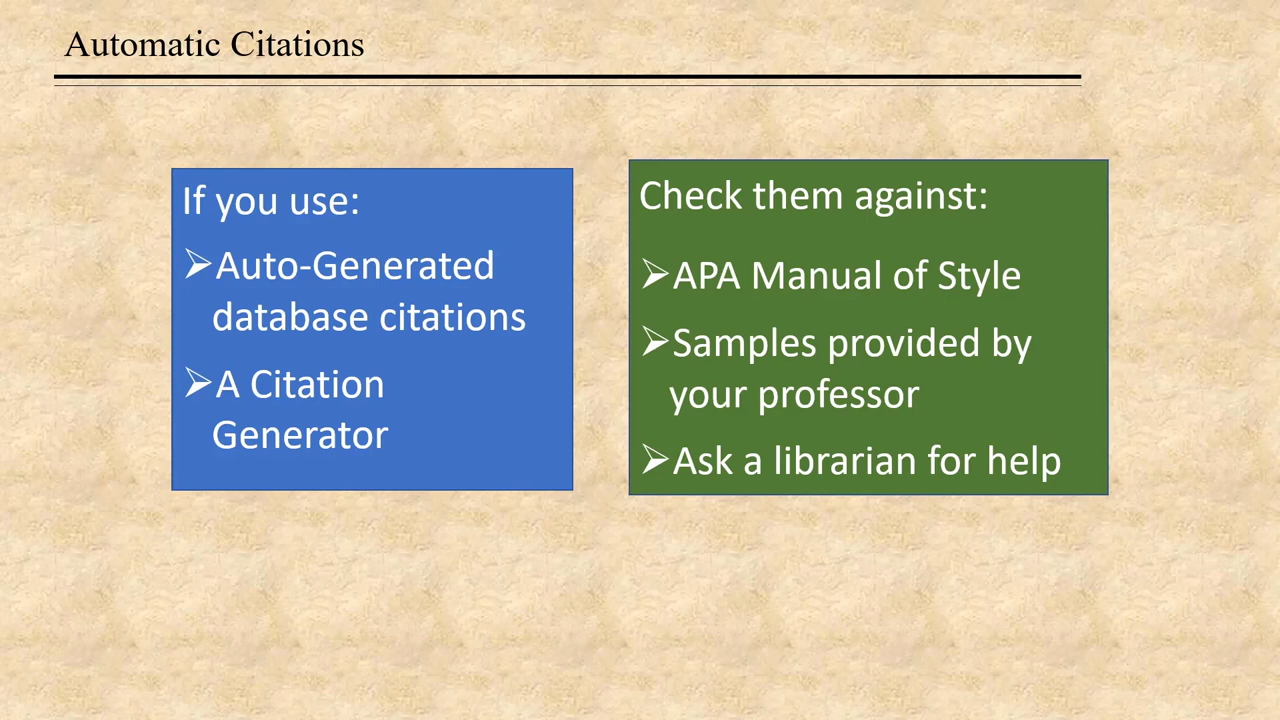 Automatic Citations
If you use:
➢Auto-Generated
database citations
➢A Citation
Generator
Check them against:
➢APA Manual of Style
➢Samples provided by
your professor
➢Ask a librarian for help